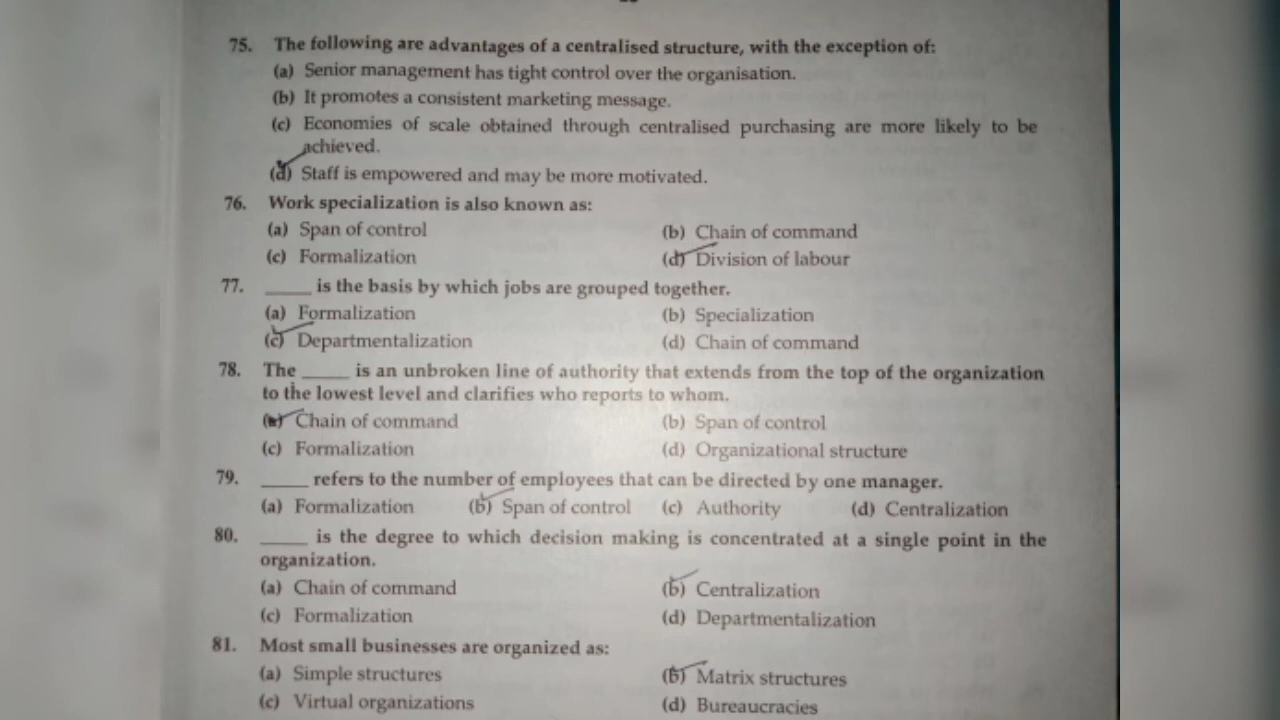 75. The following are advantages of a centralised structure, with the exception of:
(a) Senior management has tight control over the organisation.
(b) It promotes a consistent marketing message.
(c) Economies of scale obtained through centralised purchasing are more likely to be
achieved.
(d) Staff is empowered and may be more motivated.
76. Work specialization is also known as:
(a) Span of control (b) Chain of command
(c) Formalization (d) Division of labour
77. _____ is the basis by which jobs are grouped together.
(a) Formalization (b) Specialization
(c) Departmentalization (d) Chain of command
78. The _____ is an unbroken line of authority that extends from the top of the organization
to the lowest level and clarifies who reports to whom.
(a) Chain of command (b) Span of control
(c) Formalization (d) Organizational structure
79. _____ refers to the number of employees that can be directed by one manager.
(a) Formalization (b) Span of control (c) Authority (d) Centralization
80. _____ is the degree to which decision making is concentrated at a single point in the
organization.
(a) Chain of command (b) Centralization
(c) Formalization (d) Departmentalization
81. Most small businesses are organized as:
(a) Simple structures (b) Matrix structures
(c) Virtual organizations (d) Bureaucracies